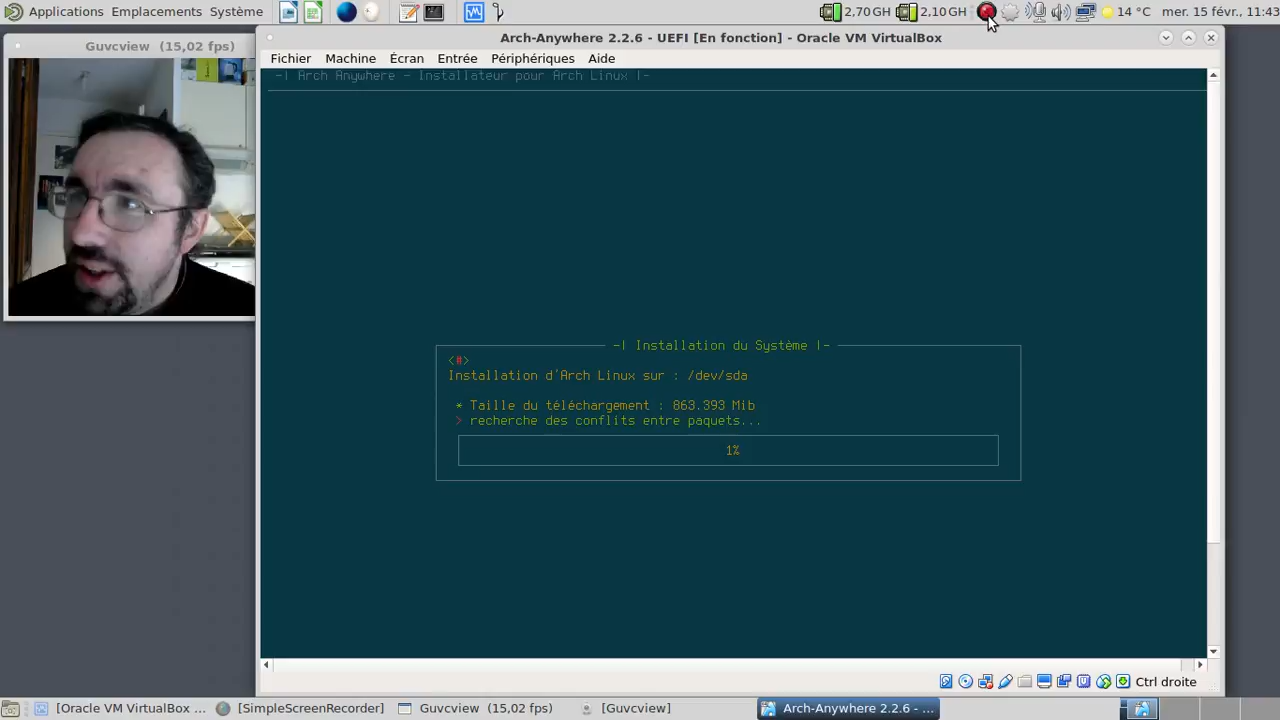 Applications Emplacements Système
2,70 GH 2,10 GH 14 °C mer. 15 févr., 11:43
Guvcview (15,02 fps)
Arch-Anywhere 2.2.6 - UEFI [En fonction] - Oracle VM VirtualBox
Fichier Machine Écran Entrée Périphériques Aide
-| Arch Anywhere - Installateur pour Arch Linux |-
-| Installation du Système |-
<#>
Installation d'Arch Linux sur : /dev/sda
* Taille du téléchargement : 863.393 Mib
> recherche des conflits entre paquets...
1%
Ctrl droite
[Oracle VM VirtualBox ... [SimpleScreenRecorder] Guvcview (15,02 fps) [Guvcview] Arch-Anywhere 2.2.6 - ...